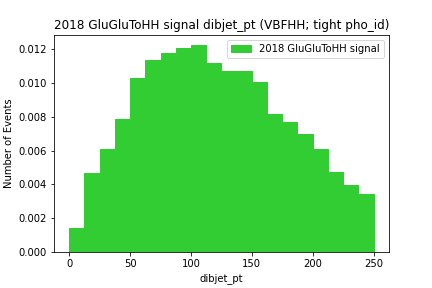 2018 GluGluToHH signal dibjet_pt (VBFHH; tight pho_id)
2018 GluGluToHH signal
Number of Events
0.012
0.010
0.008
0.006
0.004
0.002
0.000
0 50 100 150 200 250
dibjet_pt